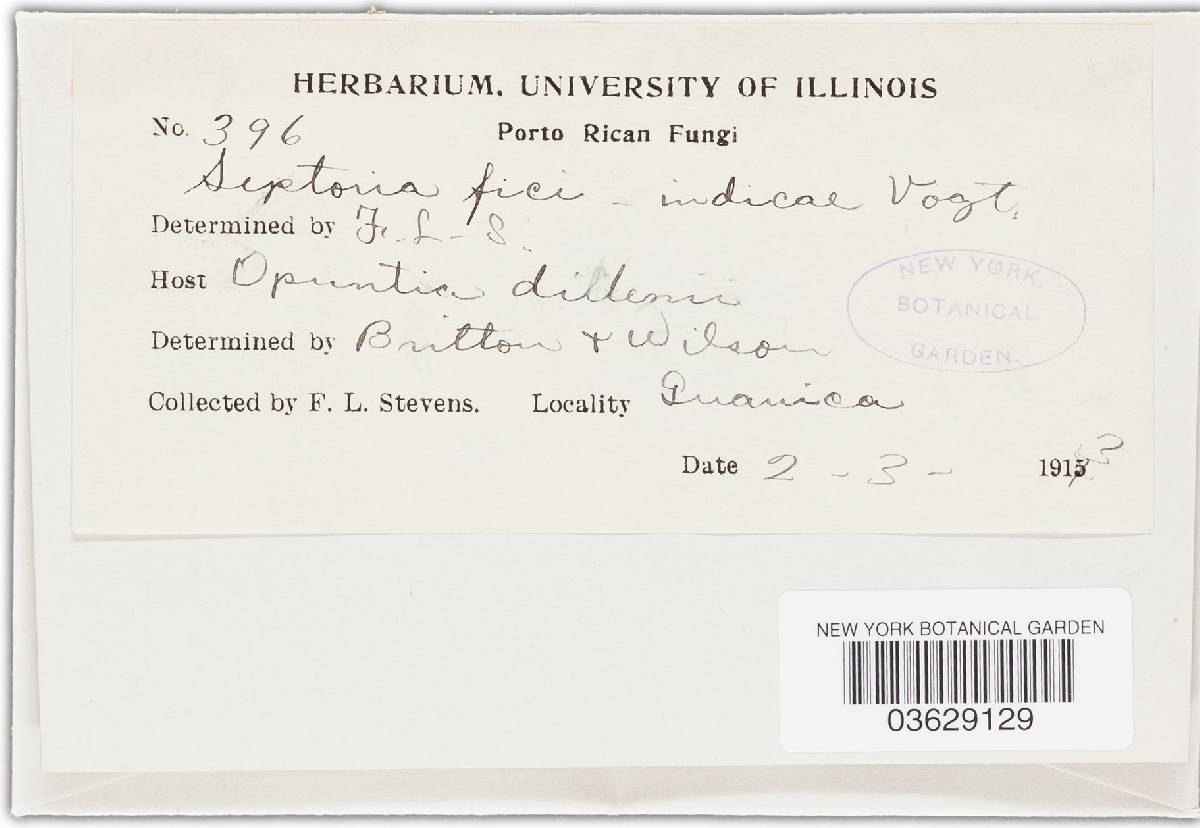 HERBARIUM, UNIVERSITY OF ILLINOIS
No. 396 Porto Rican Fungi
Septoria fici - indicae Vogt.
Determined by F. L. S.
Host Opuntia dillenii
Determined by Britton & Wilson
Collected by F. L. Stevens. Locality Guanica
Date 2 - 3 - 1913
NEW YORK
BOTANICAL
GARDEN.
NEW YORK BOTANICAL GARDEN
03629129